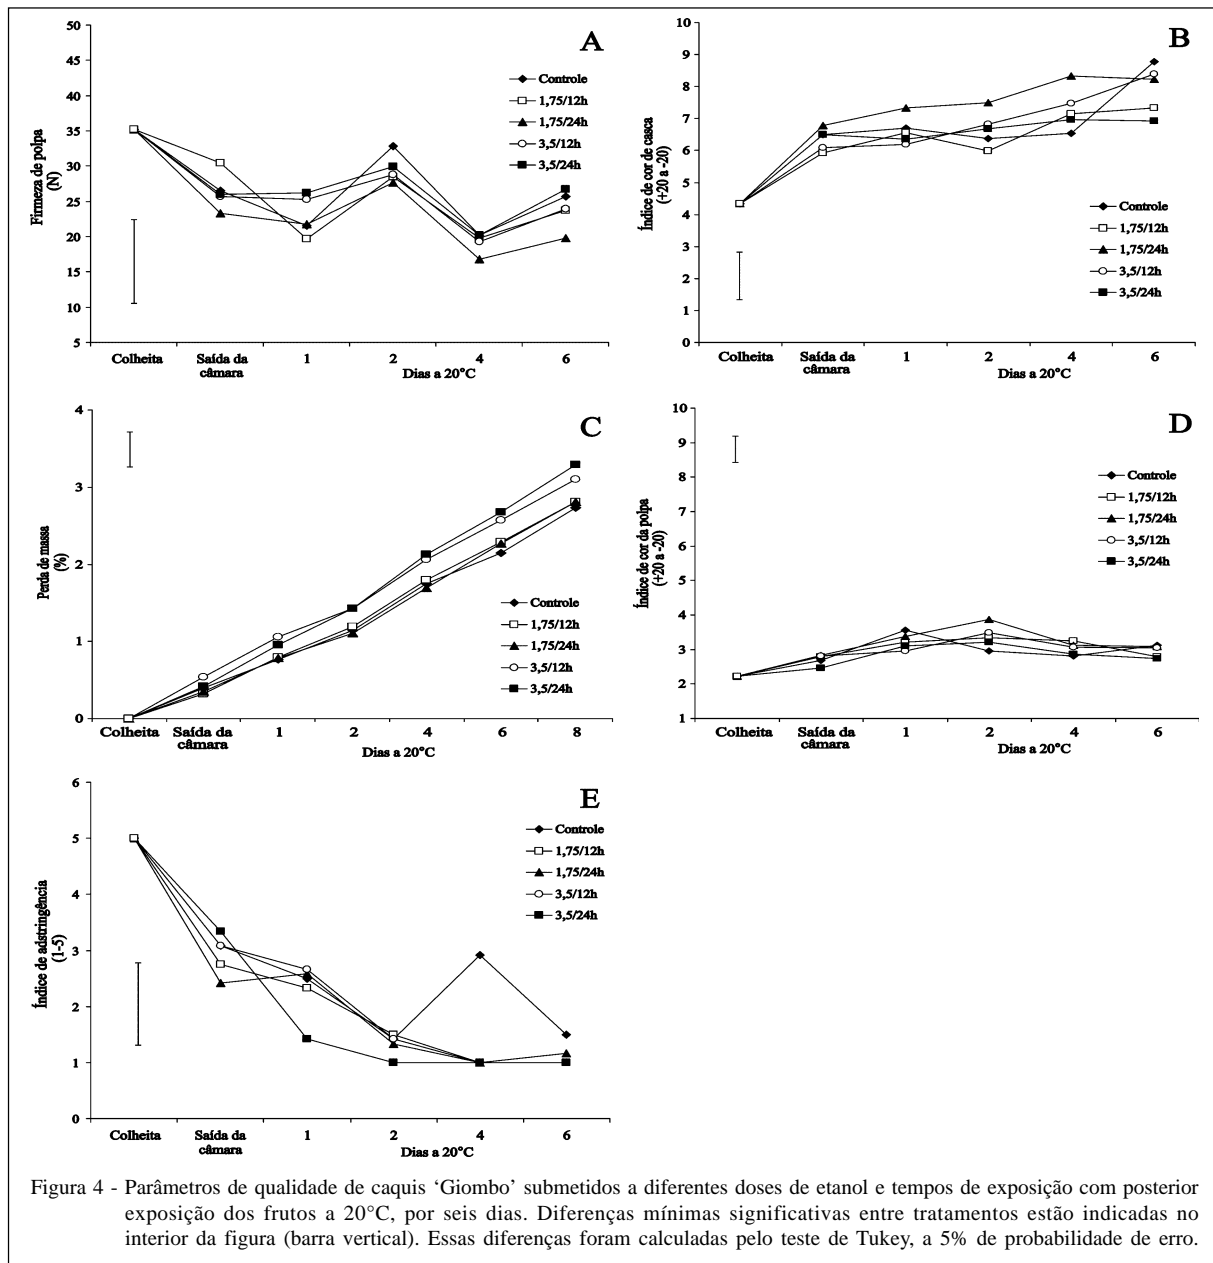 A
50
45
40
35
30
25
20
15
10
5
Firmeza de polpa
(N)
Controle
1,75/12h
1,75/24h
3,5/12h
3,5/24h
Colheita
Saída da
câmara
1
2
4
6
Dias a 20°C
B
10
9
8
7
6
5
4
3
2
1
0
Índice de cor de casca
(+20 a -20)
Controle
1,75/12h
1,75/24h
3,5/12h
3,5/24h
Colheita
Saída da
câmara
1
2
4
6
Dias a 20°C
C
4
3
2
1
0
Perda de massa
(%)
Controle
1,75/12h
1,75/24h
3,5/12h
3,5/24h
Colheita
Saída da
câmara
1
2
4
6
8
Dias a 20°C
D
10
9
8
7
6
5
4
3
2
1
Índice de cor da polpa
(+20 a -20)
Controle
1,75/12h
1,75/24h
3,5/12h
3,5/24h
Colheita
Saída da
câmara
1
2
4
6
Dias a 20°C
E
6
5
4
3
2
1
0
Índice de adstringência
(1-5)
Controle
1,75/12h
1,75/24h
3,5/12h
3,5/24h
Colheita
Saída da
câmara
1
2
4
6
Dias a 20°C
Figura 4 - Parâmetros de qualidade de caquis ‘Giombo’ submetidos a diferentes doses de etanol e tempos de exposição com posterior
exposição dos frutos a 20°C, por seis dias. Diferenças mínimas significativas entre tratamentos estão indicadas no
interior da figura (barra vertical). Essas diferenças foram calculadas pelo teste de Tukey, a 5% de probabilidade de erro.